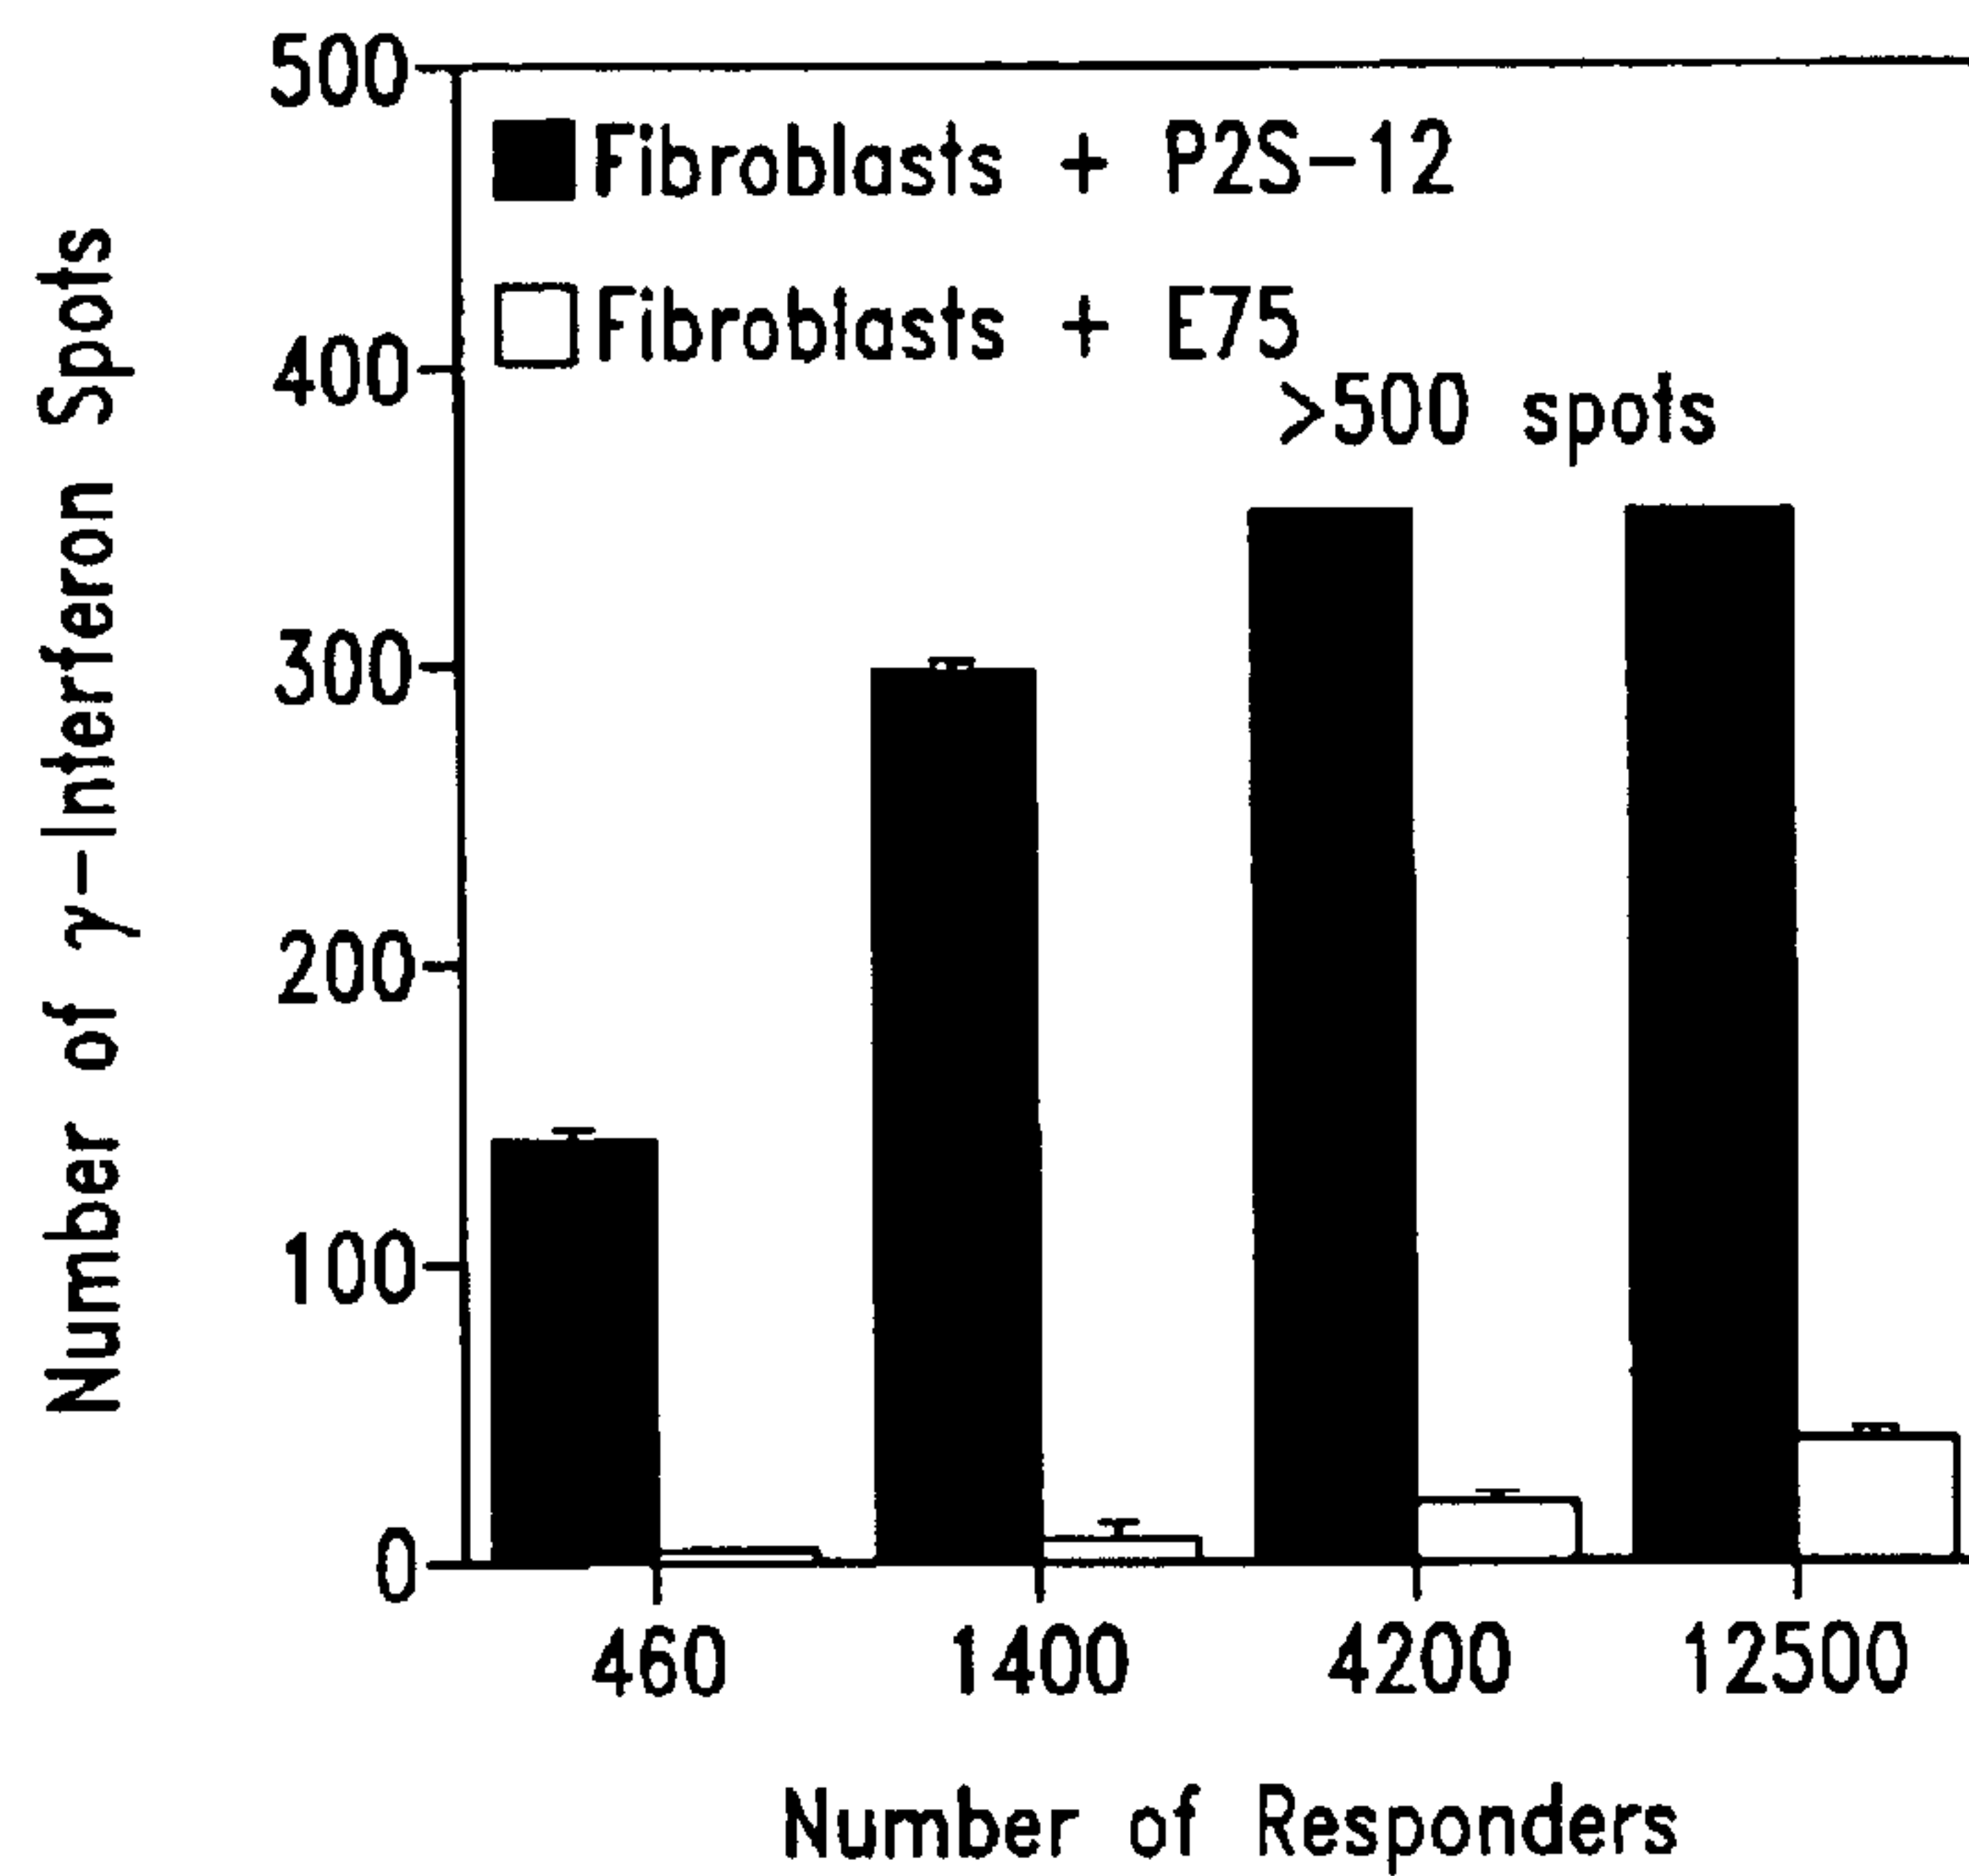 Number of γ-Interferon Spots
500
400
300
200
100
0
Fibroblasts + P2S-12
Fibroblasts + E75
>500 spots
460 1400 4200 12500
Number of Responders